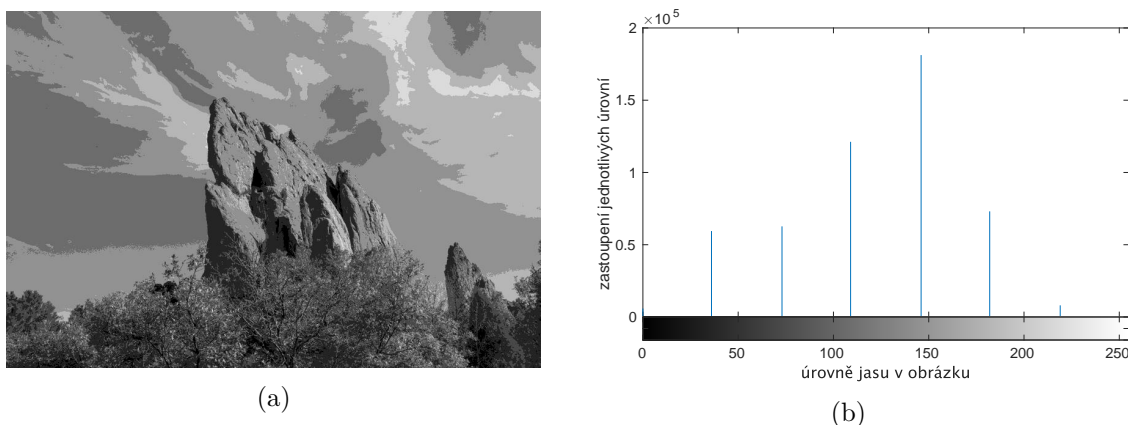 ×10 5
2
1.5
1
0.5
0
zastoupení jednotlivých úrovní
0 50 100 150 200 250
úrovně jasu v obrázku
(a)
(b)